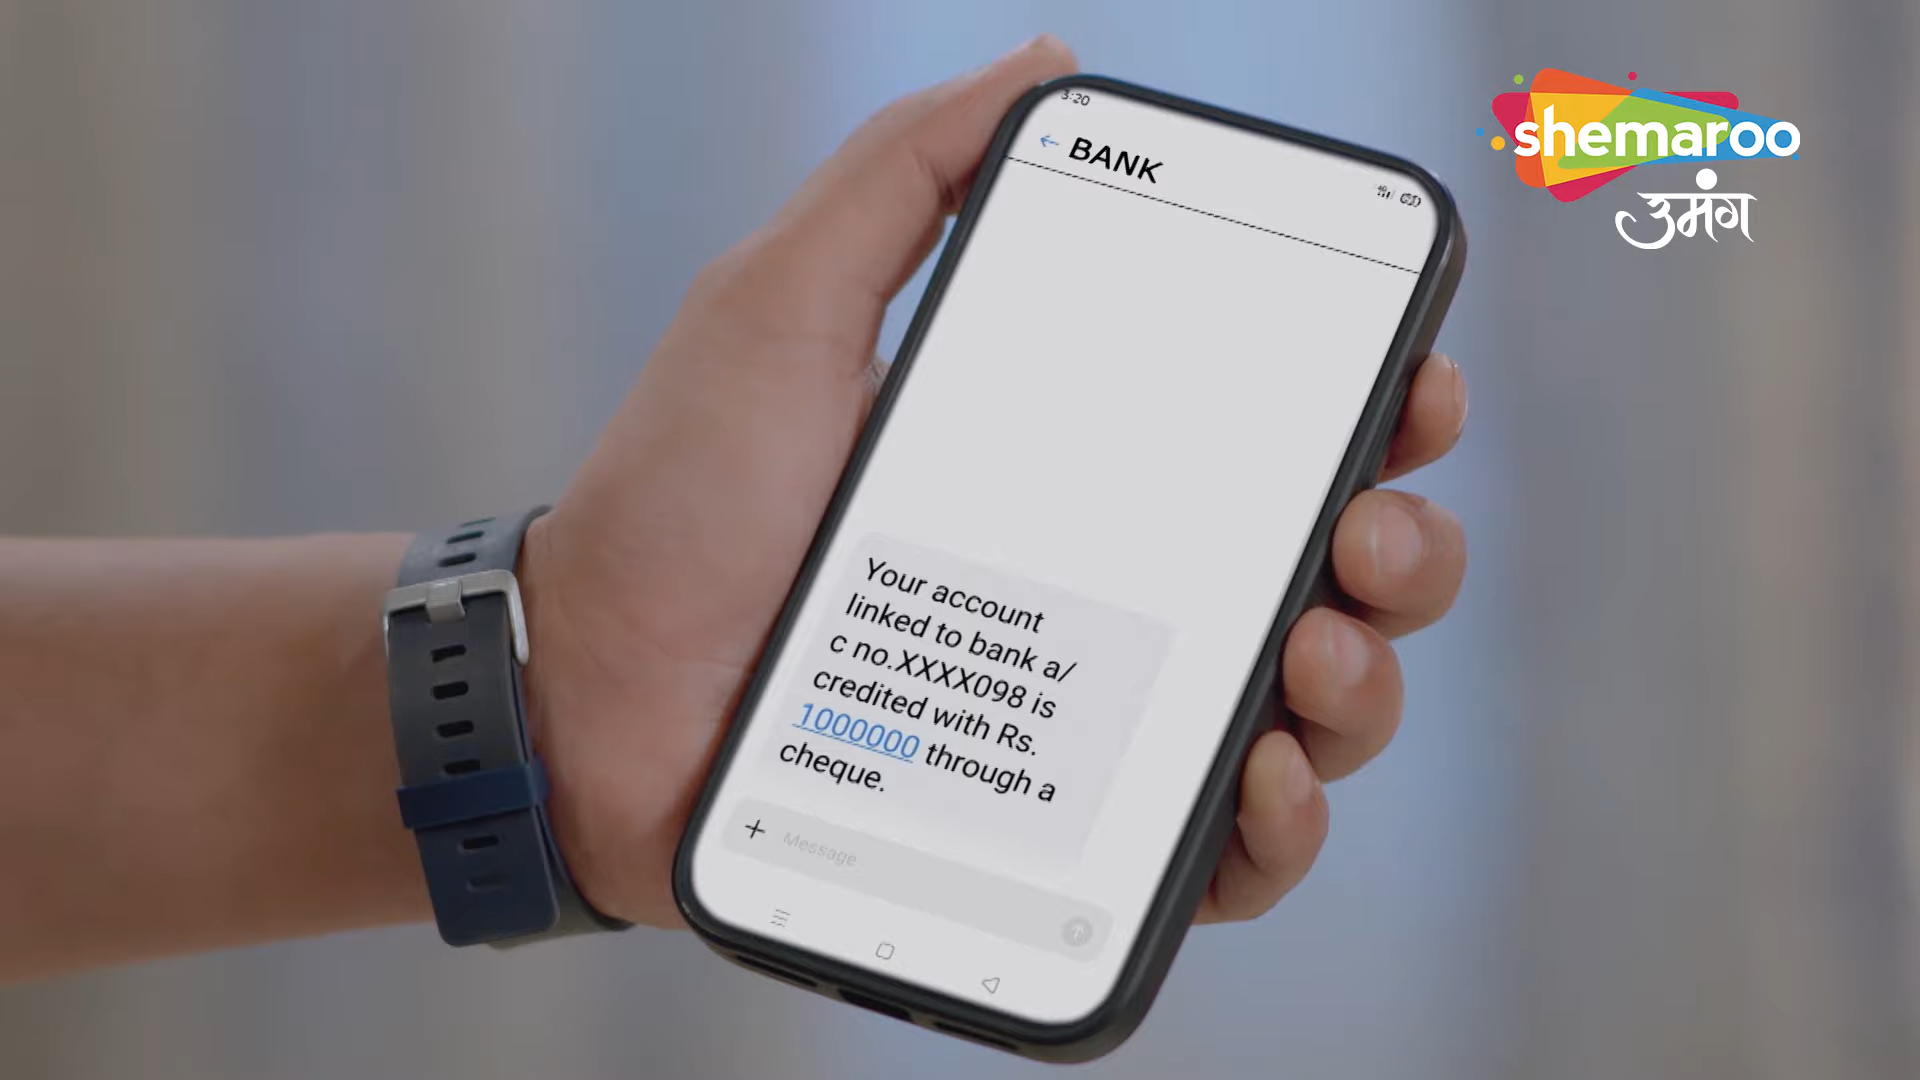 shemaroo
उमंग
3:20
BANK
Your account
linked to bank a/
c no.XXXX098 is
credited with Rs.
1000000 through a
cheque.
Message